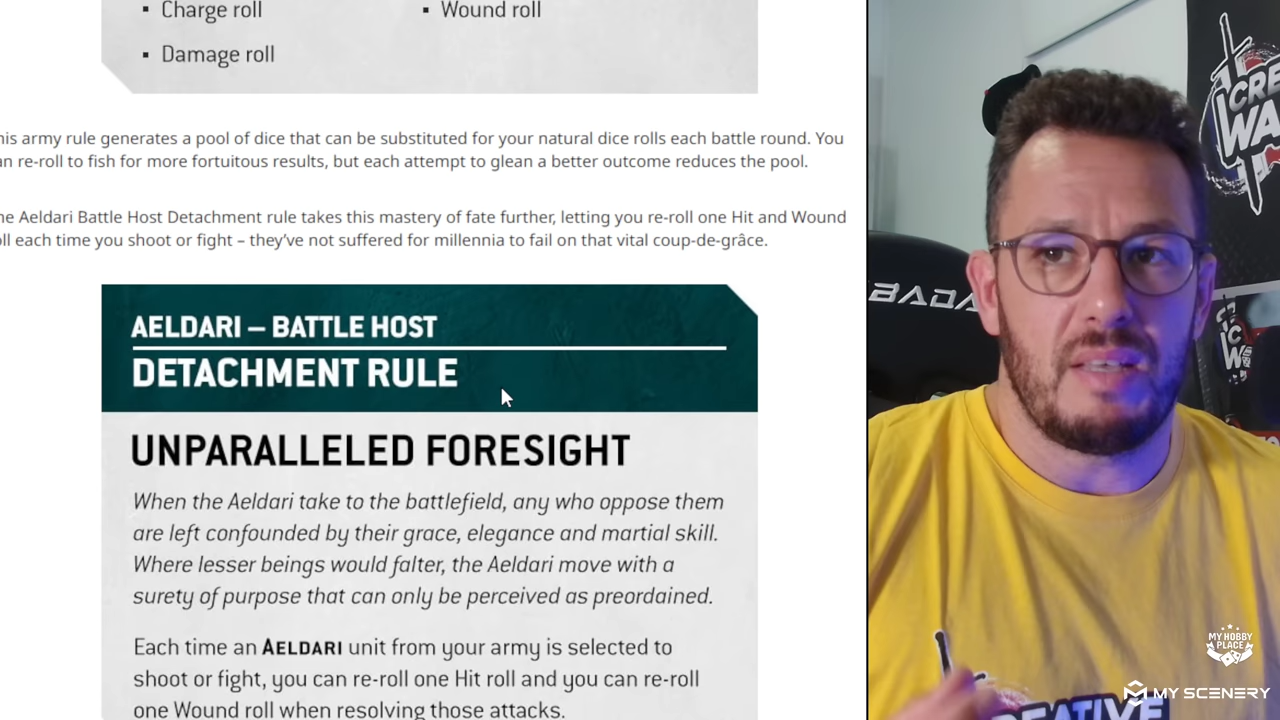 ▪ Charge roll
▪ Wound roll
▪ Damage roll
his army rule generates a pool of dice that can be substituted for your natural dice rolls each battle round. You
an re-roll to fish for more fortuitous results, but each attempt to glean a better outcome reduces the pool.
he Aeldari Battle Host Detachment rule takes this mastery of fate further, letting you re-roll one Hit and Wound
oll each time you shoot or fight – they’ve not suffered for millennia to fail on that vital coup-de-grâce.
AELDARI – BATTLE HOST
DETACHMENT RULE
UNPARALLELED FORESIGHT
When the Aeldari take to the battlefield, any who oppose them
are left confounded by their grace, elegance and martial skill.
Where lesser beings would falter, the Aeldari move with a
surety of purpose that can only be perceived as preordained.
Each time an AELDARI unit from your army is selected to
shoot or fight, you can re-roll one Hit roll and you can re-roll
one Wound roll when resolving those attacks.
CRE
WA
MY HOBBY
PLACE
MY SCENERY